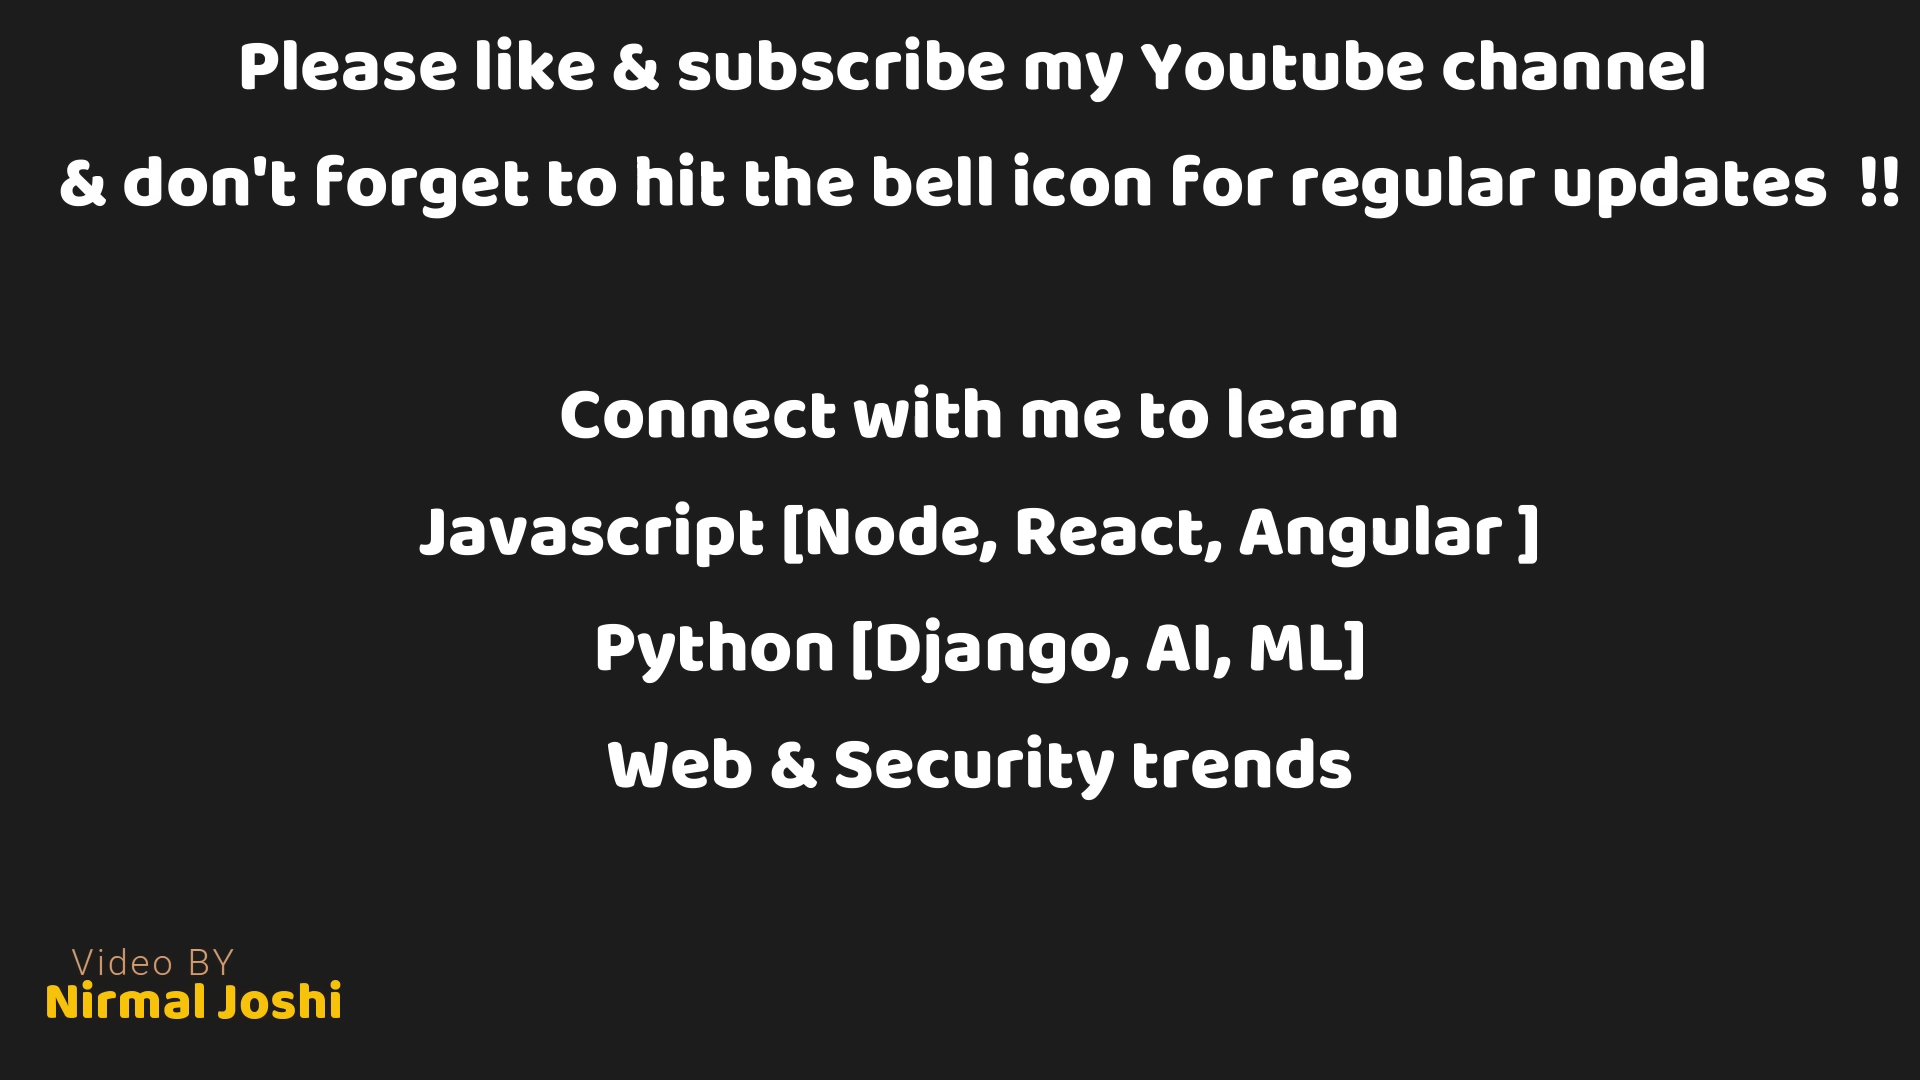 Please like & subscribe my Youtube channel
& don't forget to hit the bell icon for regular updates  !!
Connect with me to learn
Javascript [Node, React, Angular ]
Python [Django, AI, ML]
Web & Security trends
Video BY
Nirmal Joshi